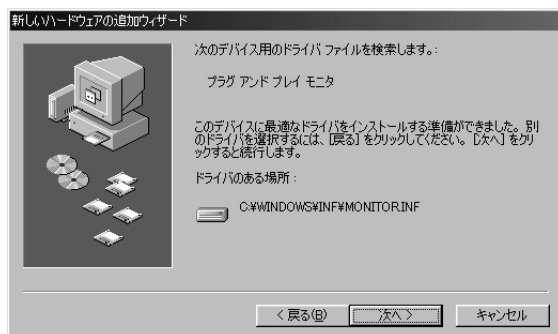 新しいハードウェアの追加ウィザード
次のデバイス用のドライバ ファイルを検索します。:
プラグ アンド プレイ モニタ
このデバイスに最適なドライバをインストールする準備ができました。別
のドライバを選択するには、[戻る] をクリックしてください。[次へ] をクリ
ックすると続行します。
ドライバのある場所 :
C:¥WINDOWS¥INF¥MONITOR.INF
< 戻る(B)
次へ >
キャンセル